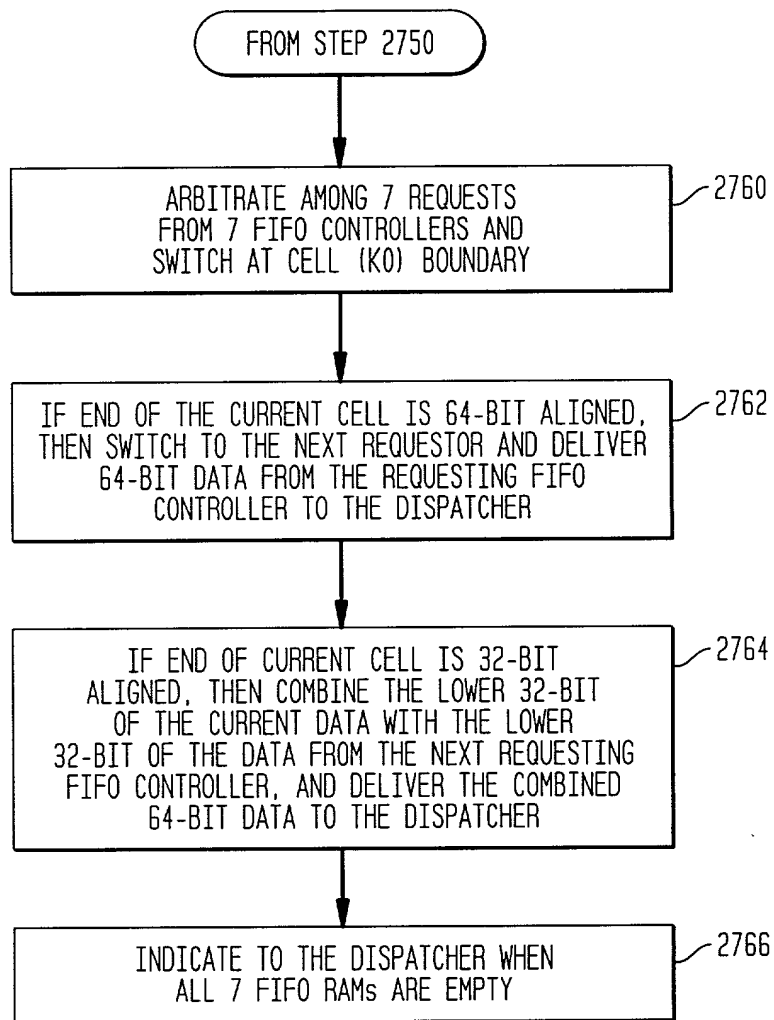 FROM STEP 2750
2760
ARBITRATE AMONG 7 REQUESTS
FROM 7 FIFO CONTROLLERS AND
SWITCH AT CELL (K0) BOUNDARY
2762
IF END OF THE CURRENT CELL IS 64-BIT ALIGNED,
THEN SWITCH TO THE NEXT REQUESTOR AND DELIVER
64-BIT DATA FROM THE REQUESTING FIFO
CONTROLLER TO THE DISPATCHER
2764
IF END OF CURRENT CELL IS 32-BIT
ALIGNED, THEN COMBINE THE LOWER 32-BIT
OF THE CURRENT DATA WITH THE LOWER
32-BIT OF THE DATA FROM THE NEXT REQUESTING
FIFO CONTROLLER, AND DELIVER THE COMBINED
64-BIT DATA TO THE DISPATCHER
2766
INDICATE TO THE DISPATCHER WHEN
ALL 7 FIFO RAMs ARE EMPTY